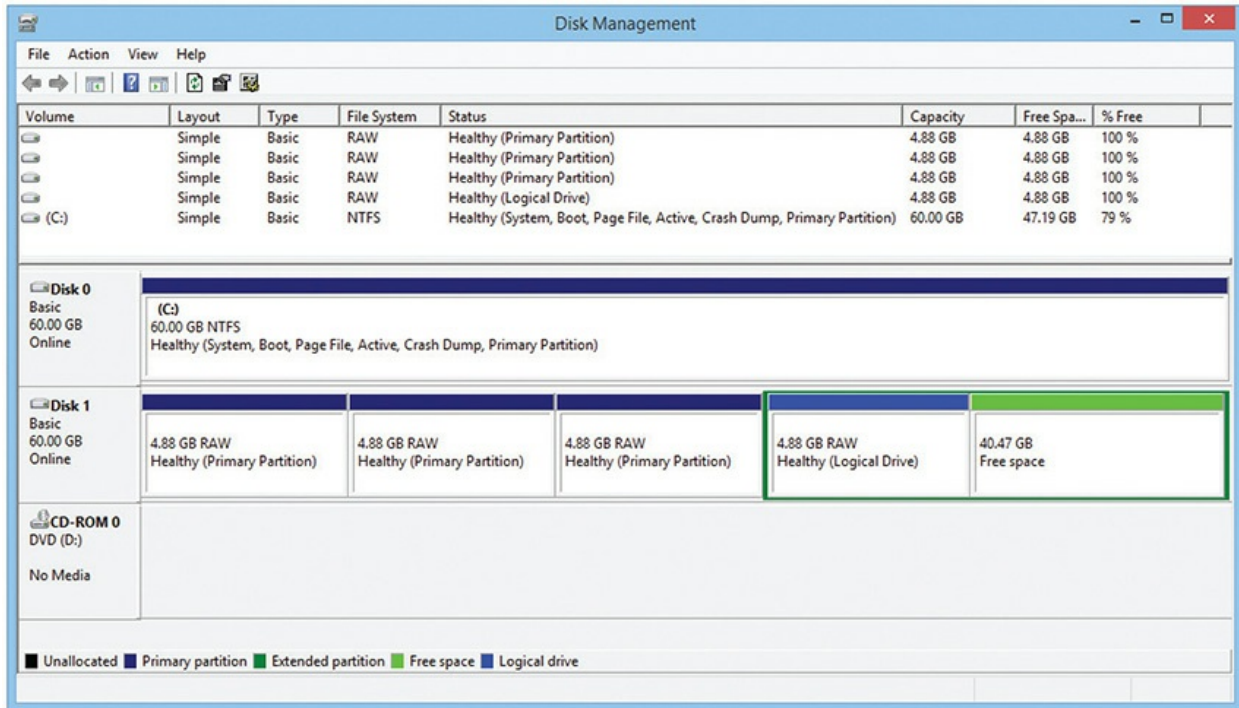 Disk Management
File Action View Help
Volume Layout Type File System Status Capacity Free Spa... % Free
Simple Basic RAW Healthy (Primary Partition) 4.88 GB 4.88 GB 100 %
Simple Basic RAW Healthy (Primary Partition) 4.88 GB 4.88 GB 100 %
Simple Basic RAW Healthy (Primary Partition) 4.88 GB 4.88 GB 100 %
Simple Basic RAW Healthy (Logical Drive) 4.88 GB 4.88 GB 100 %
(C:) Simple Basic NTFS Healthy (System, Boot, Page File, Active, Crash Dump, Primary Partition) 60.00 GB 47.19 GB 79 %
Disk 0
Basic
60.00 GB
Online
(C:)
60.00 GB NTFS
Healthy (System, Boot, Page File, Active, Crash Dump, Primary Partition)
Disk 1
Basic
60.00 GB
Online
4.88 GB RAW
Healthy (Primary Partition)
4.88 GB RAW
Healthy (Primary Partition)
4.88 GB RAW
Healthy (Primary Partition)
4.88 GB RAW
Healthy (Logical Drive)
40.47 GB
Free space
CD-ROM 0
DVD (D:)
No Media
Unallocated Primary partition Extended partition Free space Logical drive